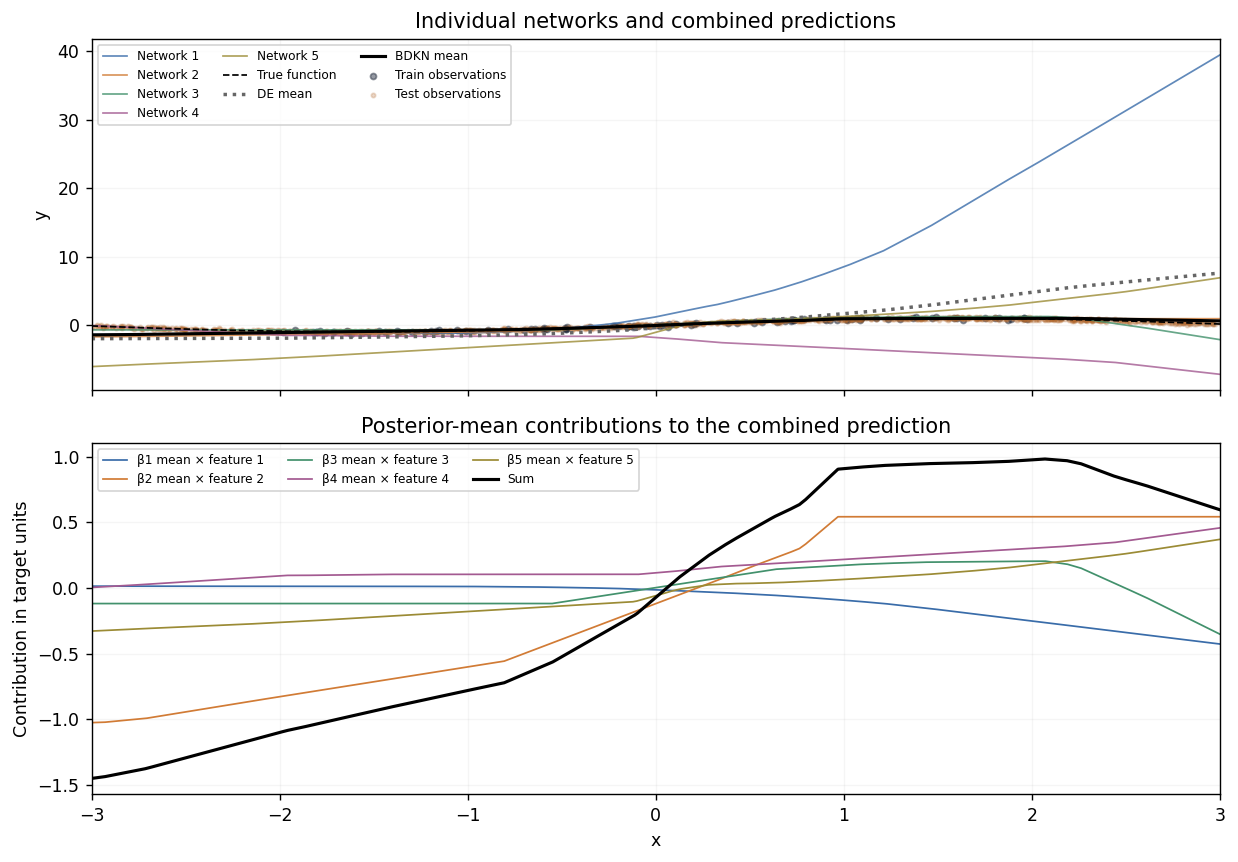 Individual networks and combined predictions
Network 1
Network 2
Network 3
Network 4
Network 5
True function
DE mean
BDKN mean
Train observations
Test observations
40
30
20
10
0
y
Posterior-mean contributions to the combined prediction
β1 mean × feature 1
β2 mean × feature 2
β3 mean × feature 3
β4 mean × feature 4
β5 mean × feature 5
Sum
1.0
0.5
0.0
−0.5
−1.0
−1.5
Contribution in target units
−3
−2
−1
0
1
2
3
x